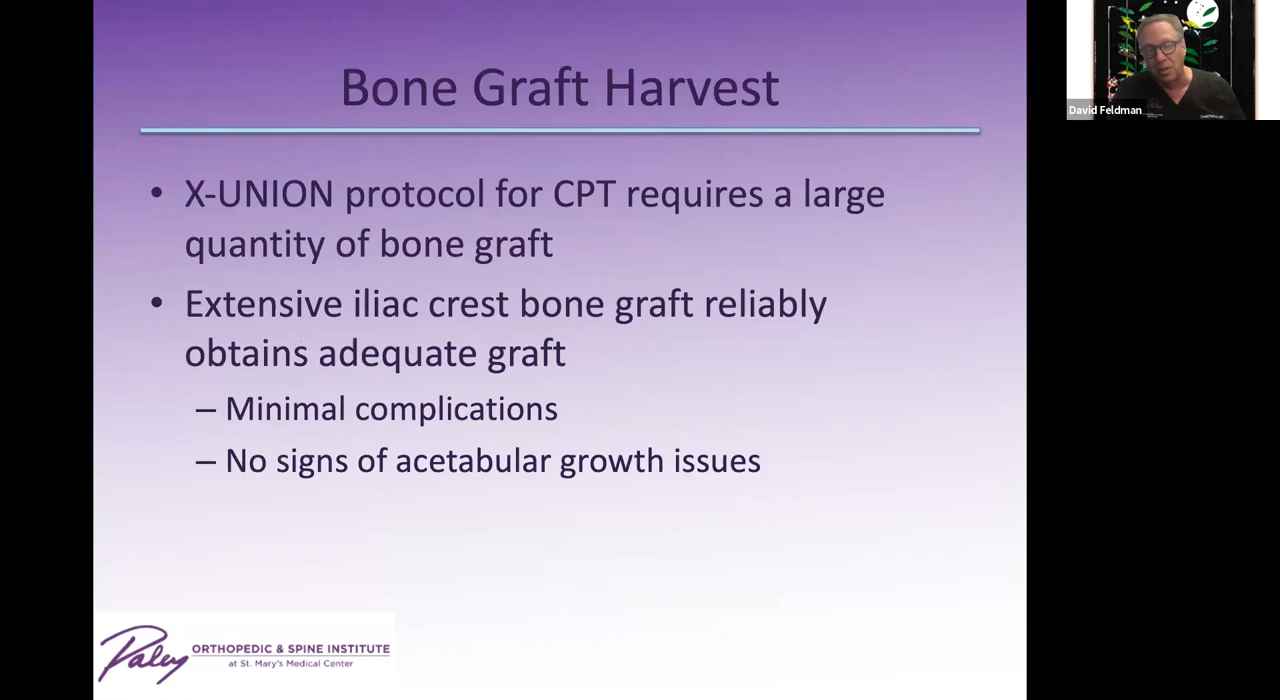 Bone Graft Harvest
• X-UNION protocol for CPT requires a large
quantity of bone graft
• Extensive iliac crest bone graft reliably
obtains adequate graft
– Minimal complications
– No signs of acetabular growth issues
Paley ORTHOPEDIC & SPINE INSTITUTE
at St. Mary's Medical Center
David Feldman